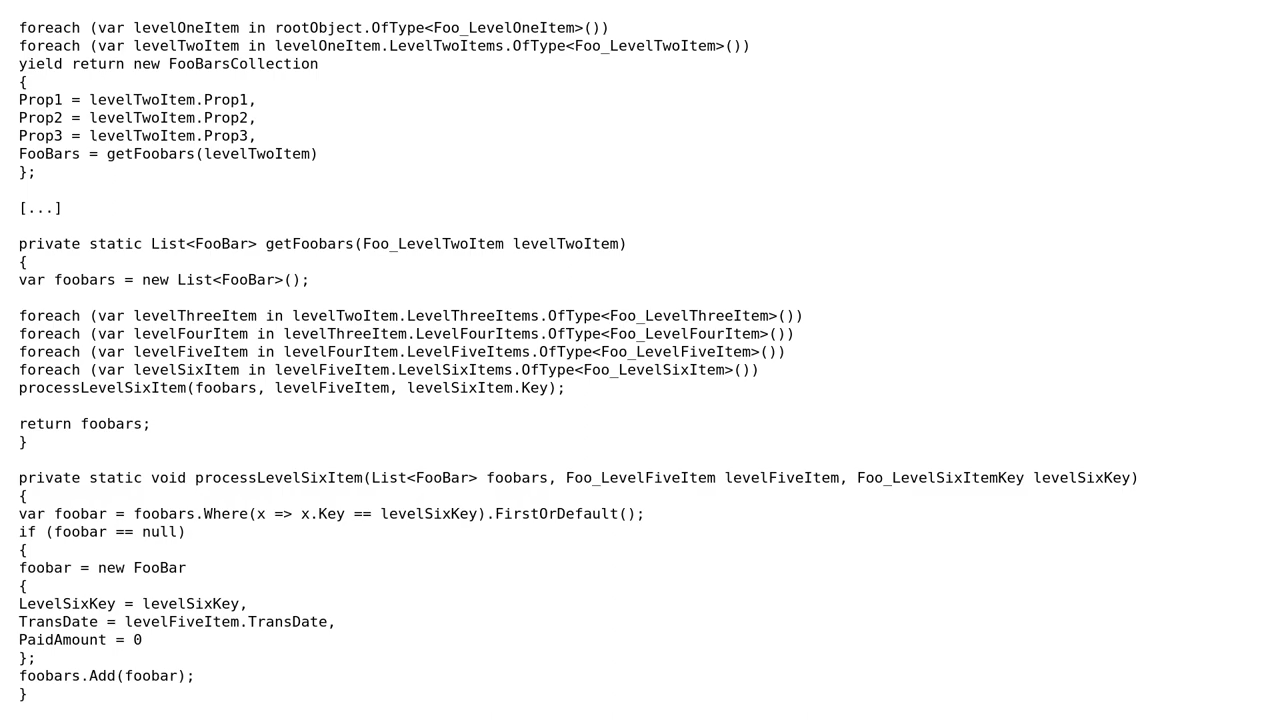 foreach (var levelOneItem in rootObject.OfType<Foo_LevelOneItem>())
foreach (var levelTwoItem in levelOneItem.LevelTwoItems.OfType<Foo_LevelTwoItem>())
yield return new FooBarsCollection
{
Prop1 = levelTwoItem.Prop1,
Prop2 = levelTwoItem.Prop2,
Prop3 = levelTwoItem.Prop3,
FooBars = getFoobars(levelTwoItem)
};

[...]

private static List<FooBar> getFoobars(Foo_LevelTwoItem levelTwoItem)
{
var foobars = new List<FooBar>();

foreach (var levelThreeItem in levelTwoItem.LevelThreeItems.OfType<Foo_LevelThreeItem>())
foreach (var levelFourItem in levelThreeItem.LevelFourItems.OfType<Foo_LevelFourItem>())
foreach (var levelFiveItem in levelFourItem.LevelFiveItems.OfType<Foo_LevelFiveItem>())
foreach (var levelSixItem in levelFiveItem.LevelSixItems.OfType<Foo_LevelSixItem>())
processLevelSixItem(foobars, levelFiveItem, levelSixItem.Key);

return foobars;
}

private static void processLevelSixItem(List<FooBar> foobars, Foo_LevelFiveItem levelFiveItem, Foo_LevelSixItemKey levelSixKey)
{
var foobar = foobars.Where(x => x.Key == levelSixKey).FirstOrDefault();
if (foobar == null)
{
foobar = new FooBar
{
LevelSixKey = levelSixKey,
TransDate = levelFiveItem.TransDate,
PaidAmount = 0
};
foobars.Add(foobar);
}